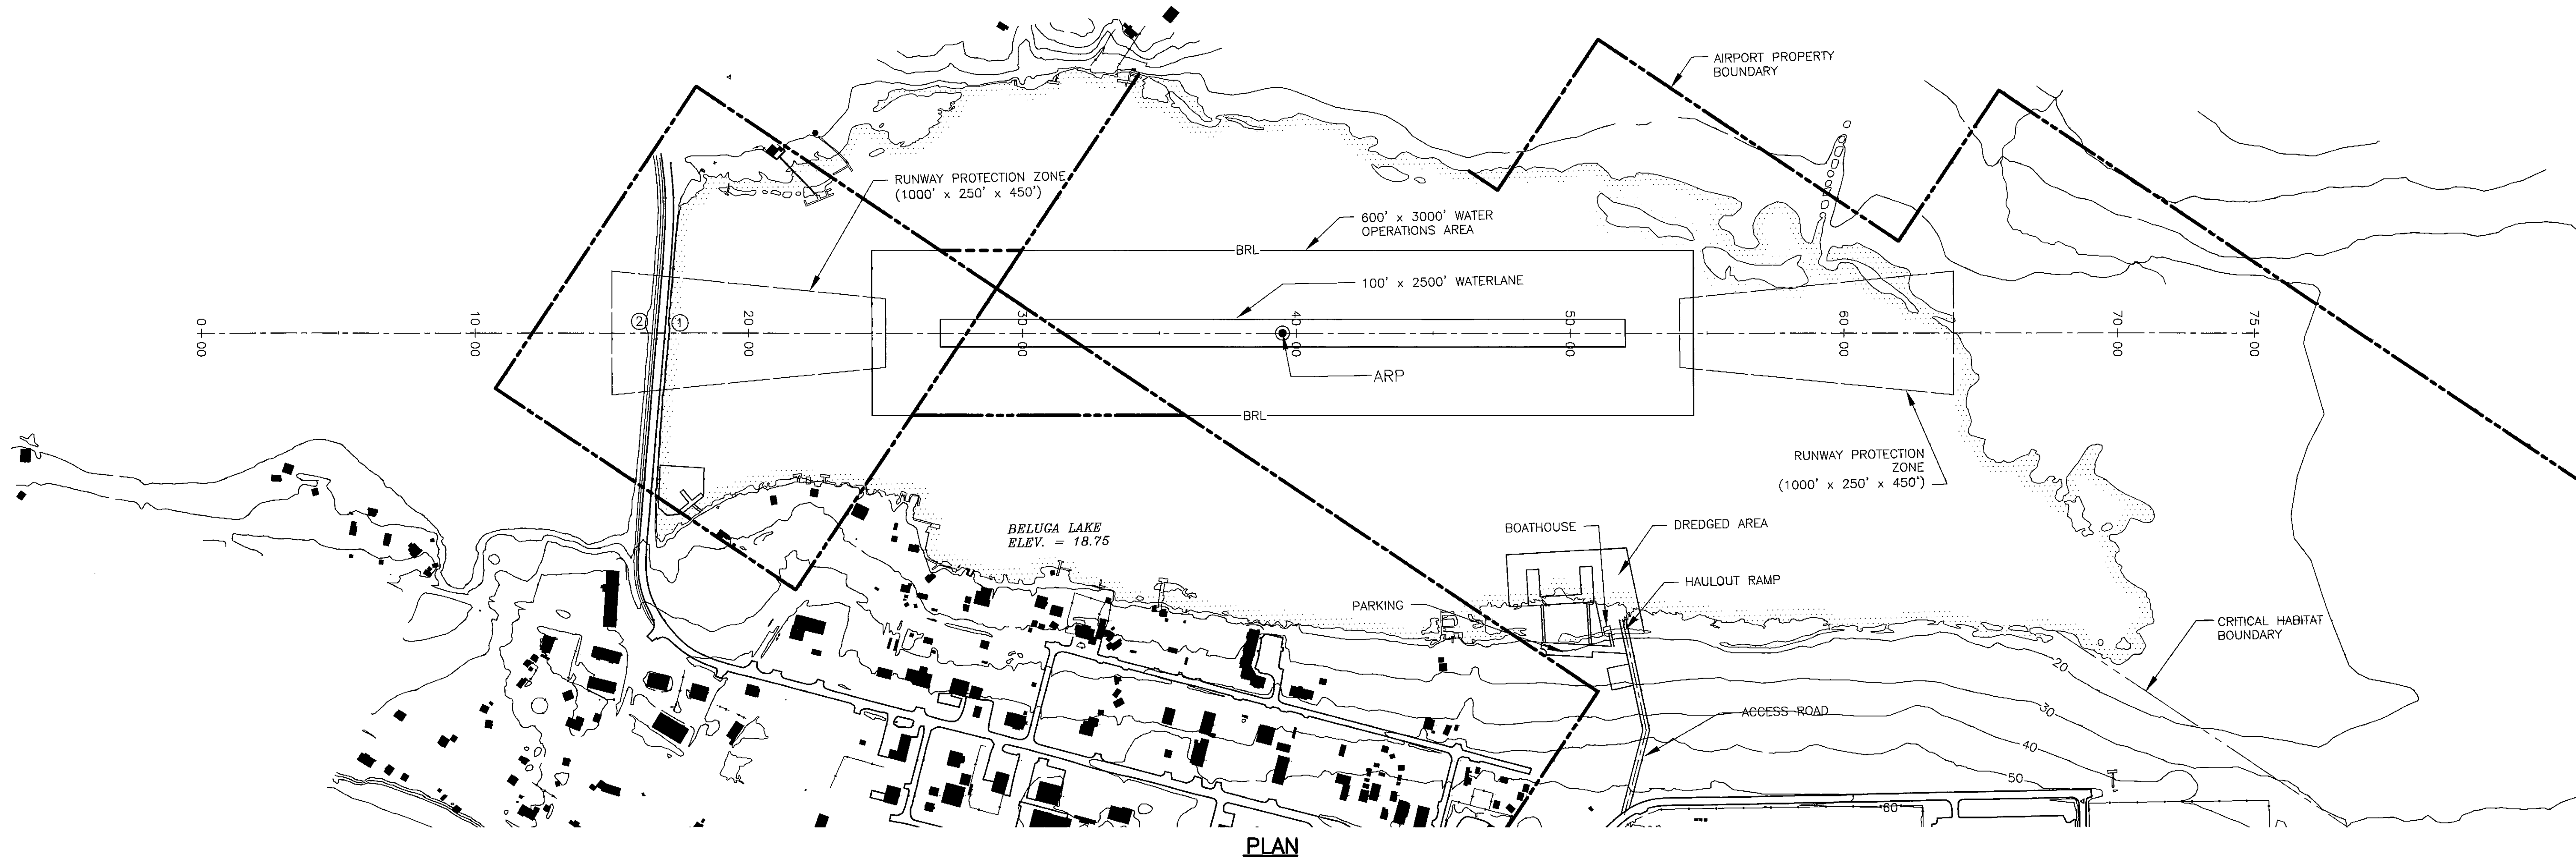 AIRPORT PROPERTY
BOUNDARY
RUNWAY PROTECTION ZONE
(1000' x 250' x 450')
600' x 3000' WATER
OPERATIONS AREA
BRL
100' x 2500' WATERLANE
0+00
10+00
2
1
20+00
30+00
40+00
50+00
60+00
70+00
75+00
ARP
BRL
RUNWAY PROTECTION
ZONE
(1000' x 250' x 450')
BELUGA LAKE
ELEV. = 18.75
BOATHOUSE
DREDGED AREA
HAULOUT RAMP
PARKING
CRITICAL HABITAT
BOUNDARY
20
30
ACCESS ROAD
40
50
60
PLAN